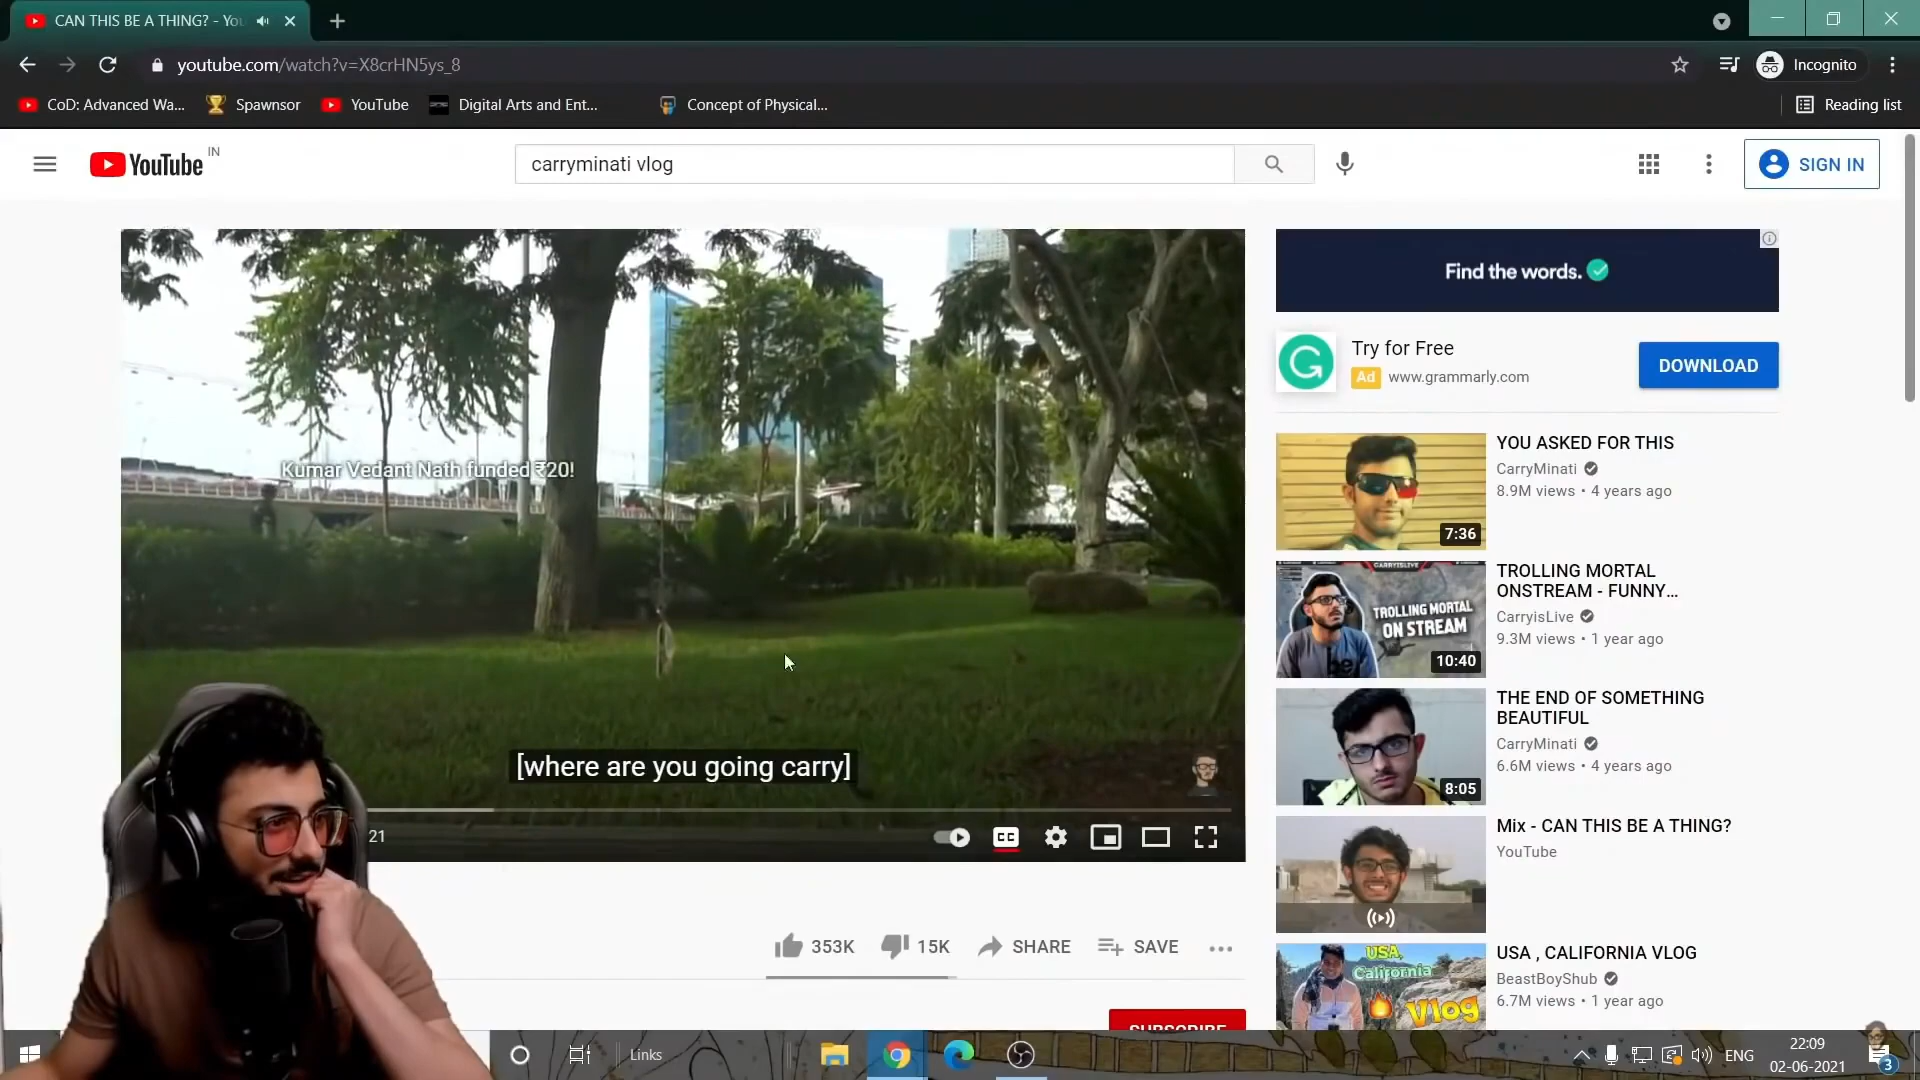 CAN THIS BE A THING? - You
youtube.com/watch?v=X8crHN5ys_8
Incognito
CoD: Advanced Wa...
Spawnsor
YouTube
Digital Arts and Ent...
Concept of Physical...
Reading list
YouTube IN
carryminati vlog
SIGN IN
Find the words.
Try for Free
Ad www.grammarly.com
DOWNLOAD
Kumar Vedant Nath funded ₹20!
[where are you going carry]
21
CC
353K
15K
SHARE
SAVE
SUBSCRIBE
YOU ASKED FOR THIS
CarryMinati
8.9M views • 4 years ago
7:36
TROLLING MORTAL
ONSTREAM - FUNNY...
CarryisLive
9.3M views • 1 year ago
CARRYISLIVE
TROLLING MORTAL
ON STREAM
10:40
THE END OF SOMETHING
BEAUTIFUL
CarryMinati
6.6M views • 4 years ago
8:05
Mix - CAN THIS BE A THING?
YouTube
USA , CALIFORNIA VLOG
BeastBoyShub
6.7M views • 1 year ago
USA,
California
Vlog
Links
ENG
22:09
02-06-2021
3